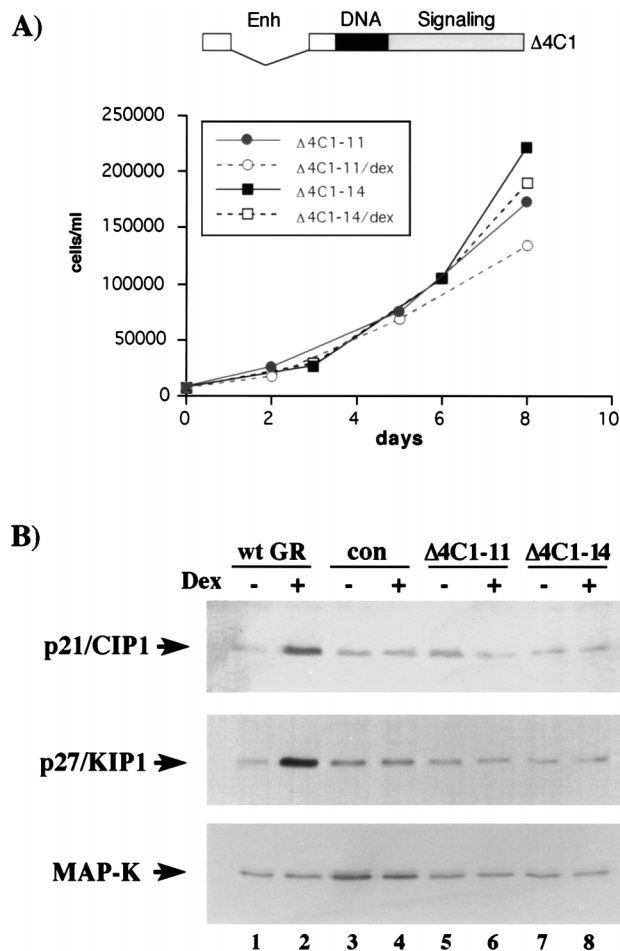 A)
Enh DNA Signaling
Δ4C1
250000
200000
150000
100000
50000
0
cells/ml
Δ4C1-11
Δ4C1-11/dex
Δ4C1-14
Δ4C1-14/dex
0 2 4 6 8 10
days
B)
wt GR con Δ4C1-11 Δ4C1-14
Dex - + - + - + - +
p21/CIP1
p27/KIP1
MAP-K
1 2 3 4 5 6 7 8